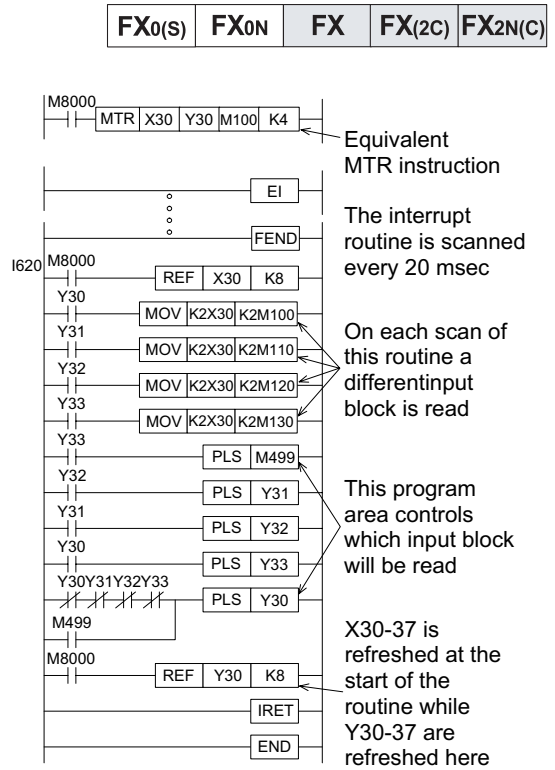 FX0(S) FX0N FX FX(2C) FX2N(C)
M8000
MTR X30 Y30 M100 K4
Equivalent
MTR instruction
EI
FEND
The interrupt
routine is scanned
every 20 msec
I620 M8000
REF X30 K8
Y30
MOV K2X30 K2M100
Y31
MOV K2X30 K2M110
Y32
MOV K2X30 K2M120
Y33
MOV K2X30 K2M130
On each scan of
this routine a
differentinput
block is read
Y33
PLS M499
Y32
PLS Y31
Y31
PLS Y32
Y30
PLS Y33
Y30Y31Y32Y33
PLS Y30
M499
This program
area controls
which input block
will be read
M8000
REF Y30 K8
IRET
END
X30-37 is
refreshed at the
start of the
routine while
Y30-37 are
refreshed here